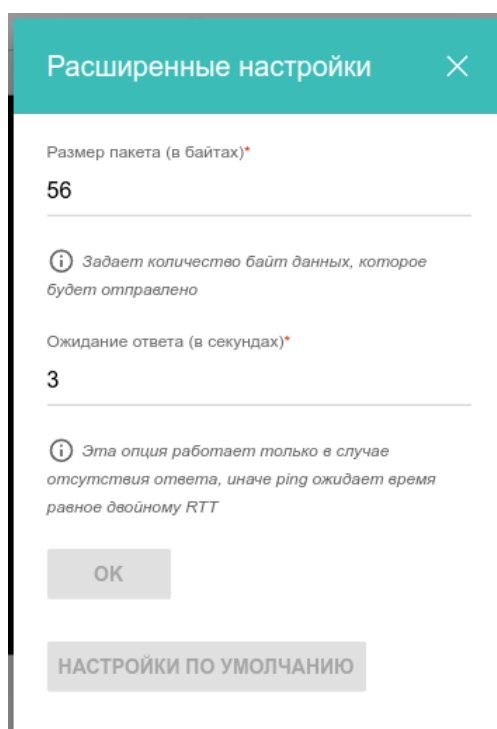 Расширенные настройки
Размер пакета (в байтах)*
56
Задает количество байт данных, которое
будет отправлено
Ожидание ответа (в секундах)*
3
Эта опция работает только в случае
отсутствия ответа, иначе ping ожидает время
равное двойному RTT
OK
НАСТРОЙКИ ПО УМОЛЧАНИЮ